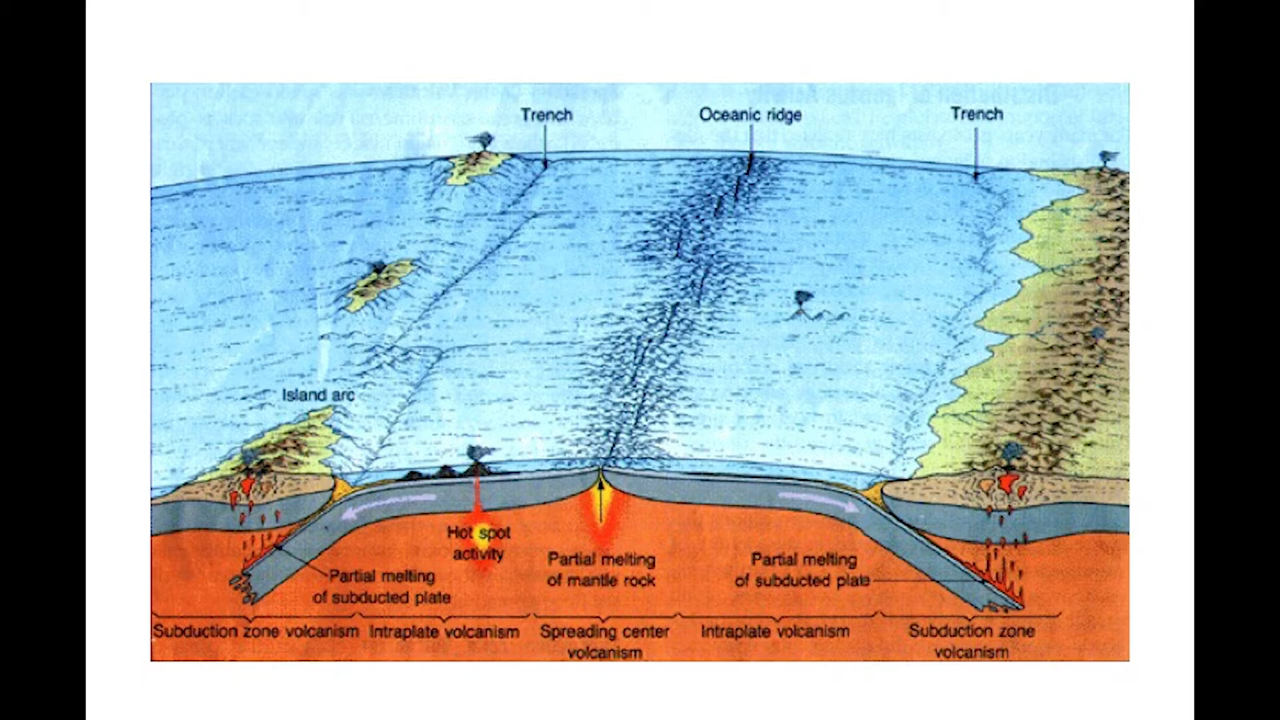 Trench
Oceanic ridge
Trench
Island arc
Hot spot
activity
Partial melting
of mantle rock
Partial melting
of subducted plate
Partial melting
of subducted plate
Subduction zone volcanism
Intraplate volcanism
Spreading center
volcanism
Intraplate volcanism
Subduction zone
volcanism